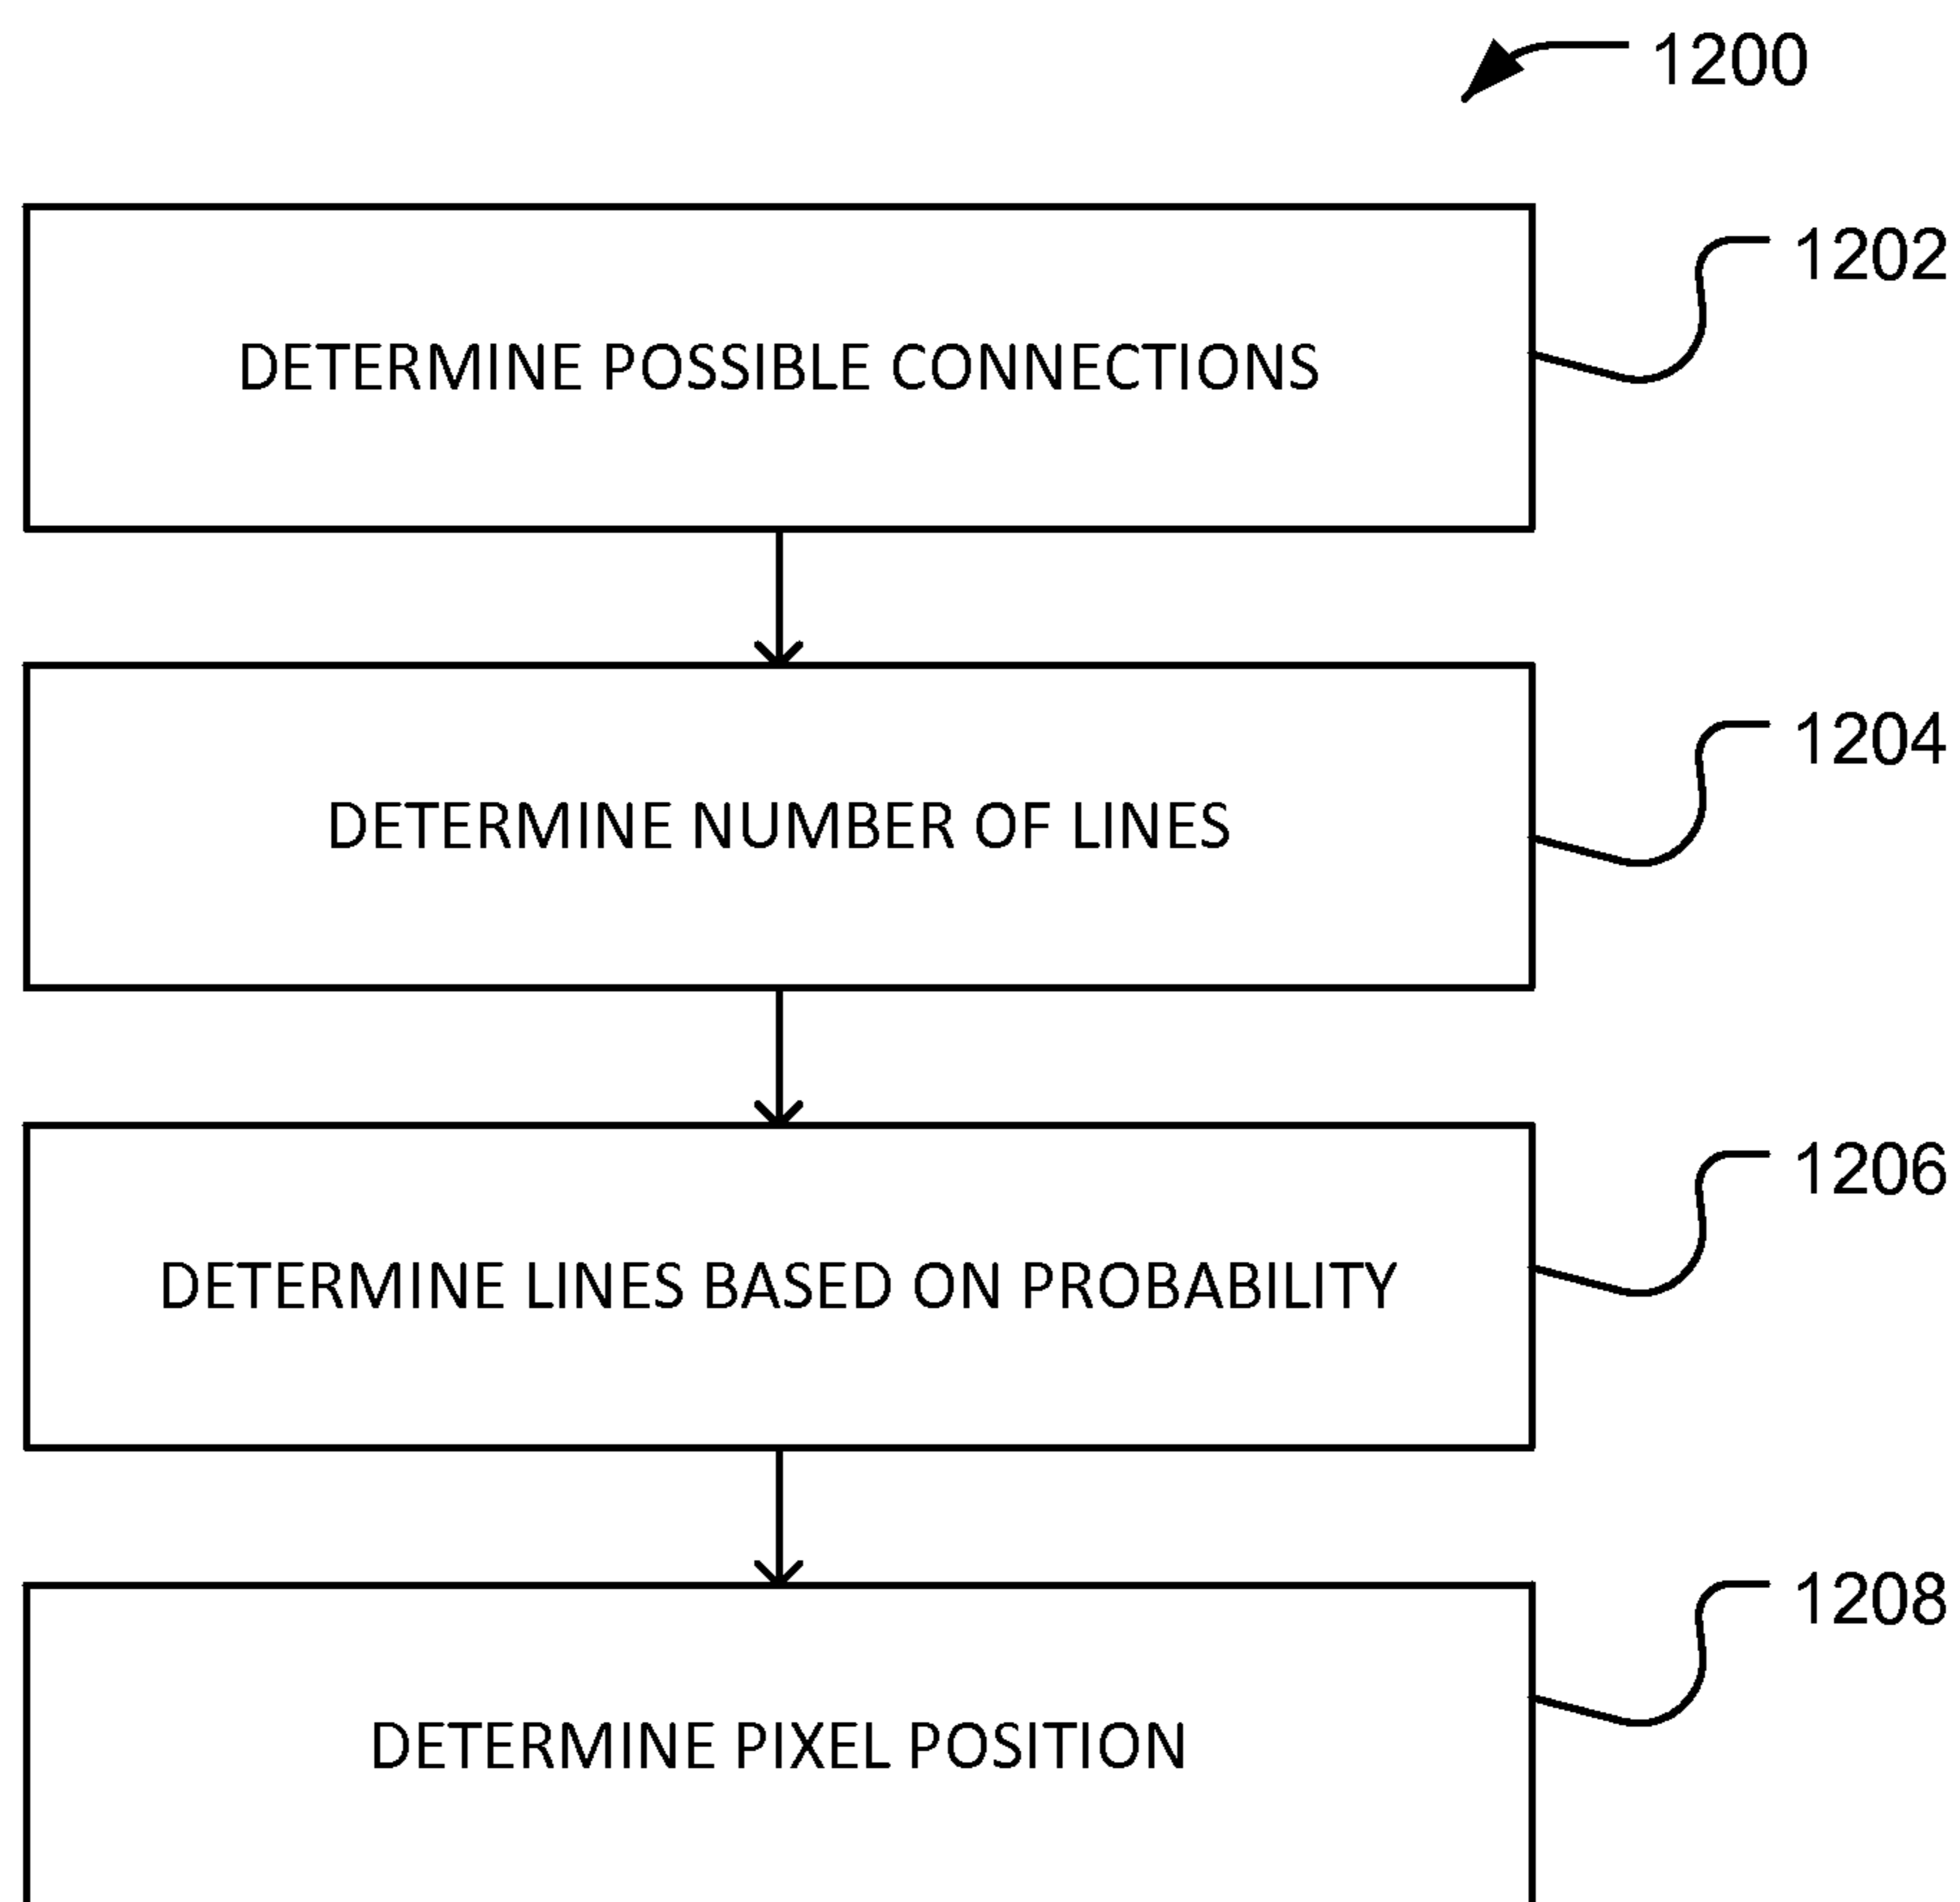 1200
DETERMINE POSSIBLE CONNECTIONS
1202
DETERMINE NUMBER OF LINES
1204
DETERMINE LINES BASED ON PROBABILITY
1206
DETERMINE PIXEL POSITION
1208